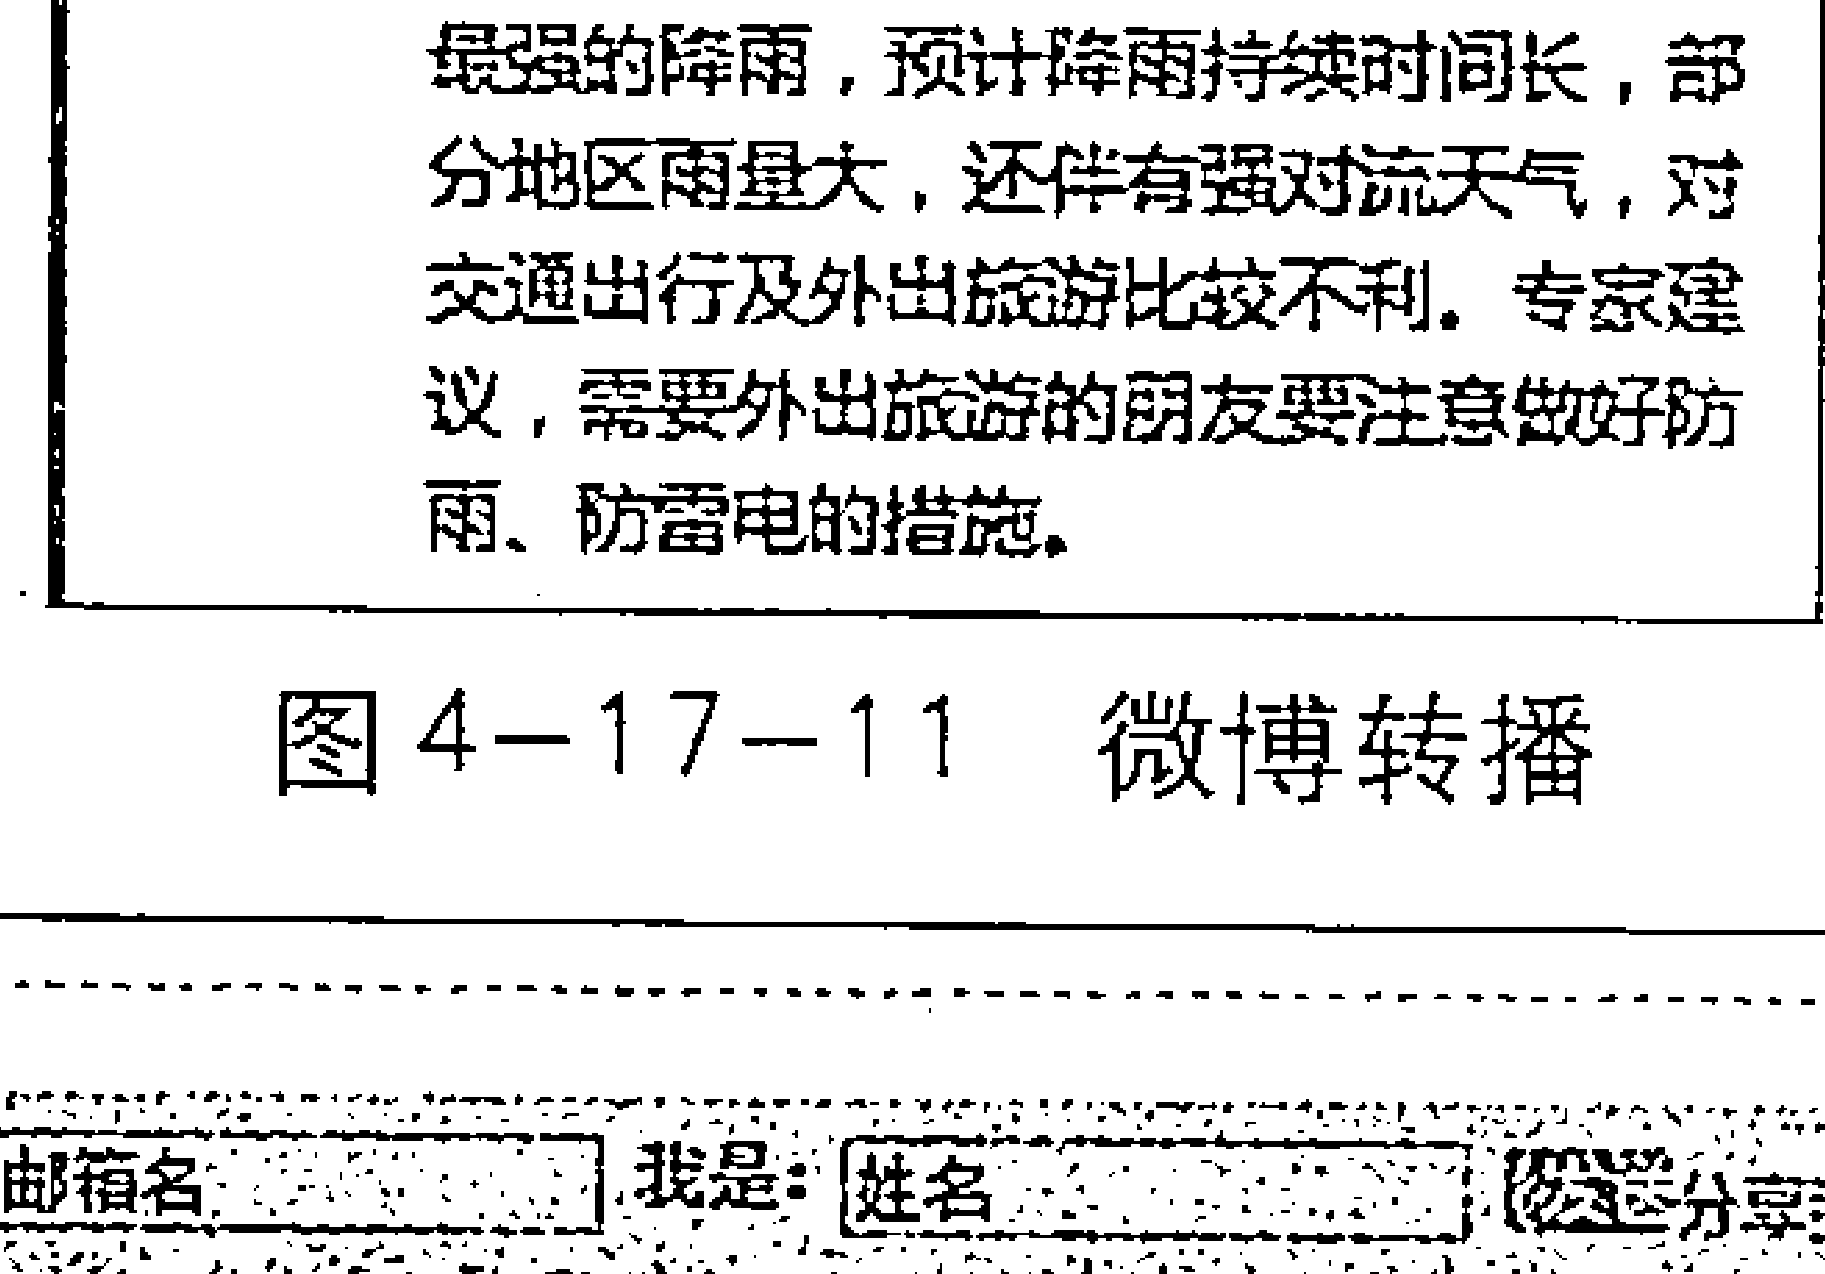 最强的降雨，预计降雨持续时间长，部
分地区雨量大，还伴有强对流天气，对
交通出行及外出旅游比较不利。专家建
议，需要外出旅游的朋友要注意做好防
雨、防雷电的措施。
图4-17-11 微博转播
邮箱名 我是： 姓名 分享